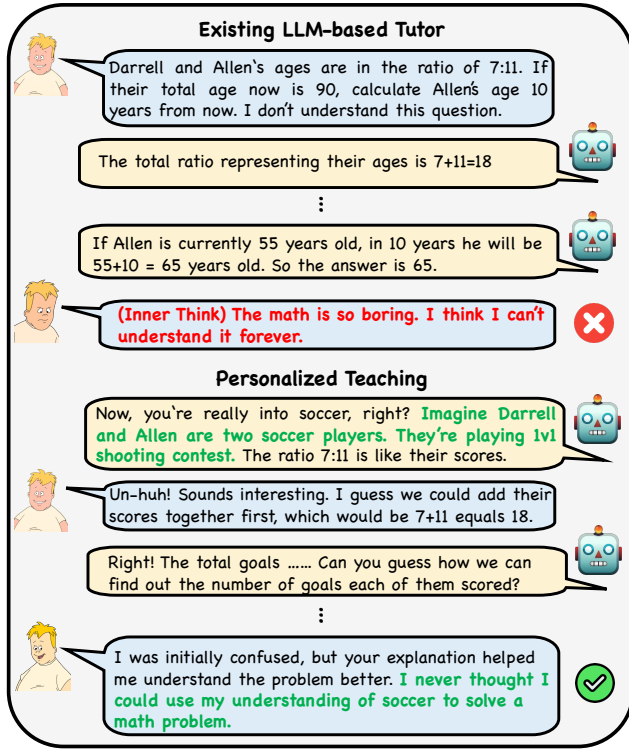 Existing LLM-based Tutor
Darrell and Allen`s ages are in the ratio of 7:11. If
their total age now is 90, calculate Allen's age 10
years from now. I don't understand this question.
The total ratio representing their ages is 7+11=18
⋮
If Allen is currently 55 years old, in 10 years he will be
55+10 = 65 years old. So the answer is 65.
(Inner Think) The math is so boring. I think I can't
understand it forever.
Personalized Teaching
Now, you`re really into soccer, right? Imagine Darrell
and Allen are two soccer players. They're playing 1v1
shooting contest. The ratio 7:11 is like their scores.
Un-huh! Sounds interesting. I guess we could add their
scores together first, which would be 7+11 equals 18.
Right! The total goals ...... Can you guess how we can
find out the number of goals each of them scored?
⋮
I was initially confused, but your explanation helped
me understand the problem better. I never thought I
could use my understanding of soccer to solve a
math problem.